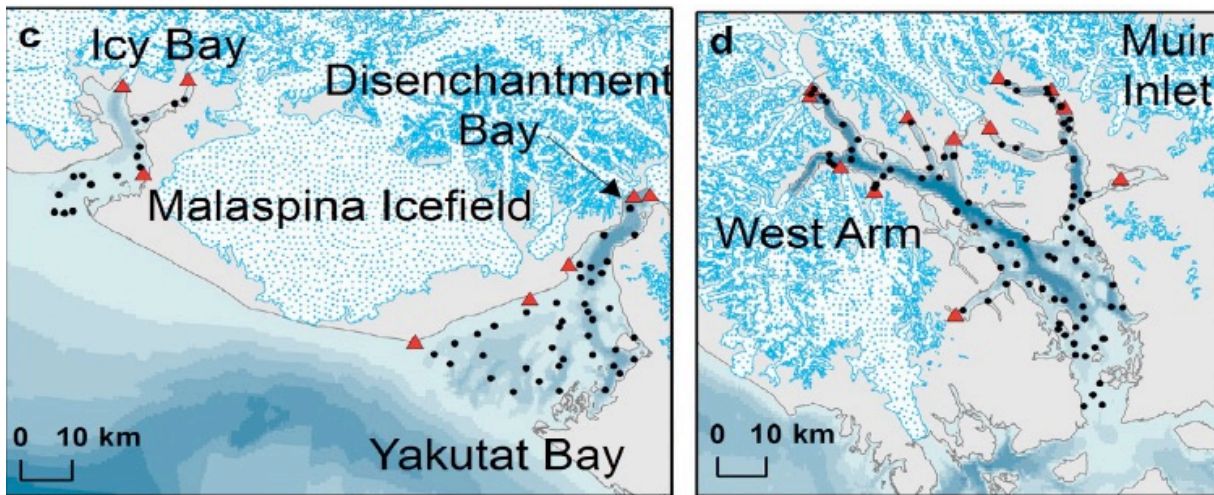 c
Icy Bay
Disenchantment
Bay
Malaspina Icefield
0 10 km
Yakutat Bay
d
Muir
Inlet
West Arm
0 10 km